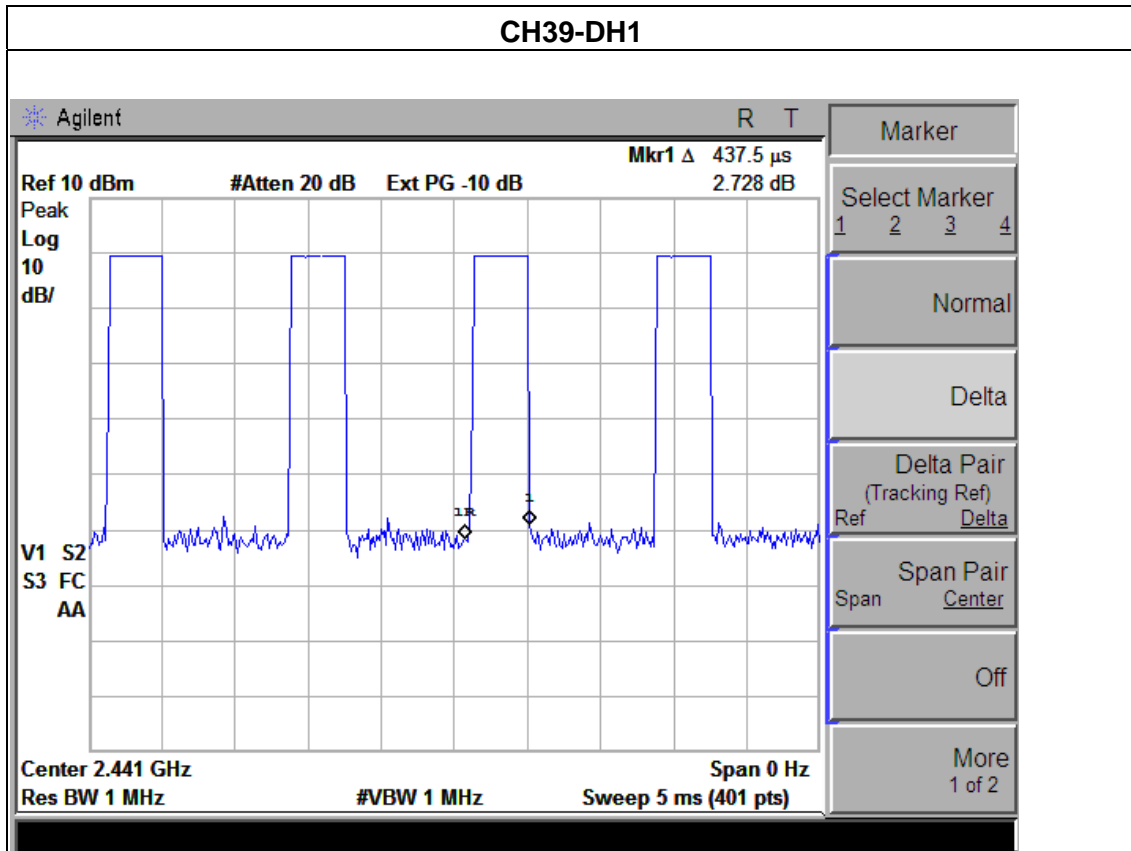 CH39-DH1
Agilent R T
Mkr1 Δ 437.5 µs
Ref 10 dBm #Atten 20 dB Ext PG -10 dB 2.728 dB
Peak
Log
10
dB/
1R
1
V1 S2
S3 FC
AA
Center 2.441 GHz Span 0 Hz
Res BW 1 MHz #VBW 1 MHz Sweep 5 ms (401 pts)
Marker
Select Marker
1 2 3 4
Normal
Delta
Delta Pair
(Tracking Ref)
Ref Delta
Span Pair
Span Center
Off
More
1 of 2